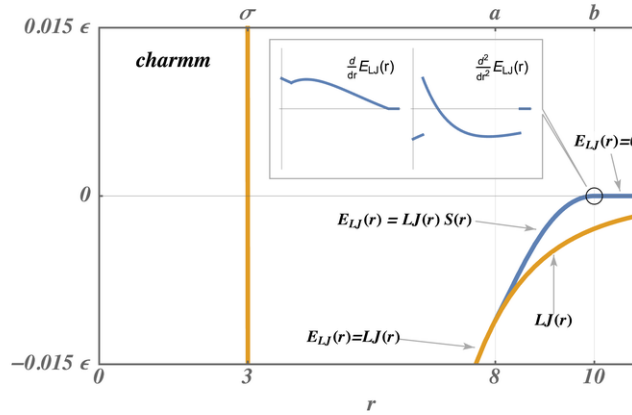 σ a b
0.015 ϵ
charmm
d/dr E_LJ(r)
d²/dr² E_LJ(r)
E_LJ(r)=0
0
E_LJ(r) = LJ(r) S(r)
LJ(r)
E_LJ(r)=LJ(r)
−0.015 ϵ
0 3 8 10
r